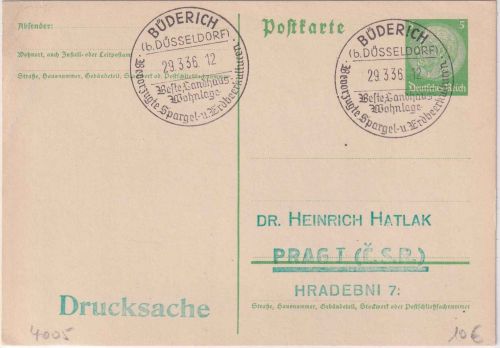 Absender:
Wohnort, auch Zustell- oder Leitpostamt
Straße, Hausnummer, Gebäudeteil, Stockwerk od. Postschließfachnummer
BÜDERICH
(b. DÜSSELDORF)
29.3.36. 12
Beste Landhaus-
Wohnlage
Bevorzugte Spargel- u. Erdbeerkulturen.
Postkarte
BÜDERICH
(b. DÜSSELDORF)
29.3.36. 12
Beste Landhaus-
Wohnlage
Bevorzugte Spargel- u. Erdbeerkulturen.
5
Deutsches Reich
DR. HEINRICH HATLAK
PRAG I (Č.S.R.)
HRADEBNI 7:
Straße, Hausnummer, Gebäudeteil, Stockwerk oder Postschließfachnummer
Drucksache
4005
10€